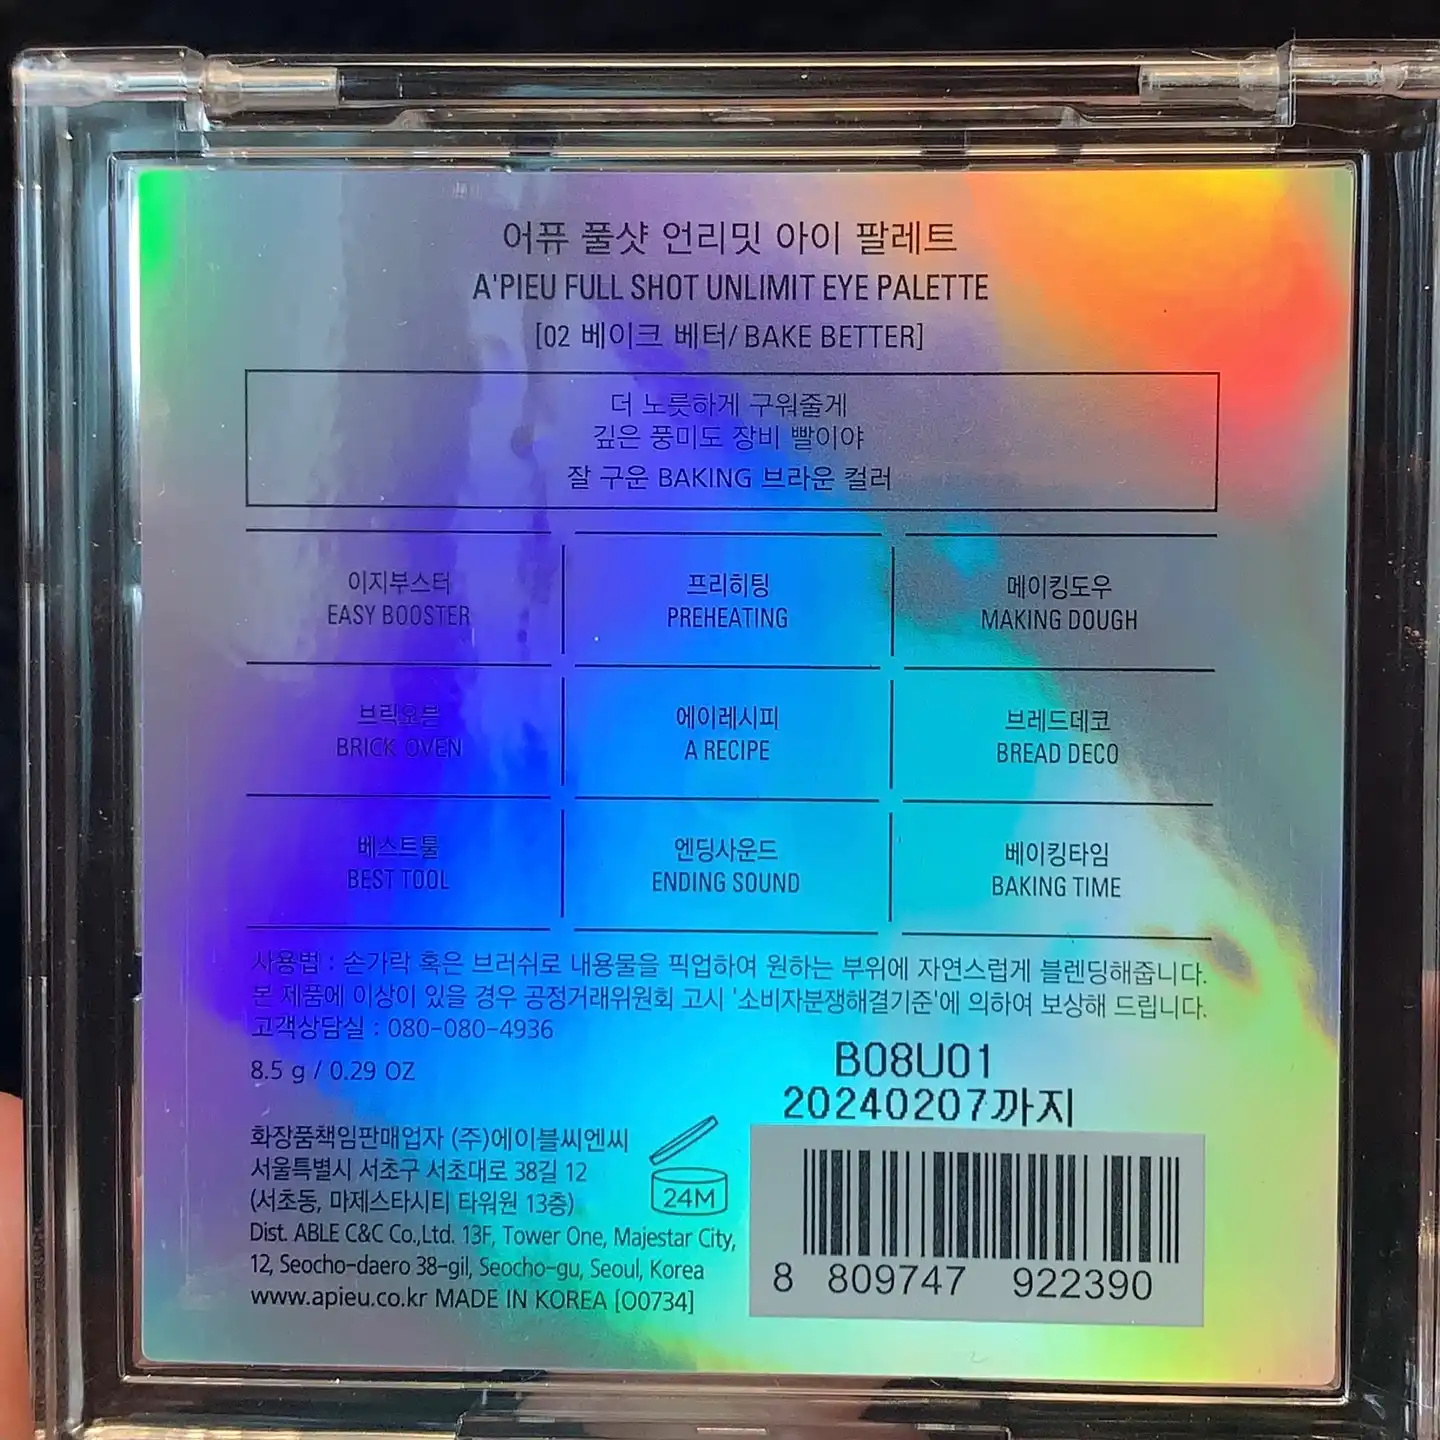 어퓨 풀샷 언리밋 아이 팔레트
A'PIEU FULL SHOT UNLIMIT EYE PALETTE
[02 베이크 베터/ BAKE BETTER]
더 노릇하게 구워줄게
깊은 풍미도 장비 빨이야
잘 구운 BAKING 브라운 컬러
이지부스터
EASY BOOSTER
프리히팅
PREHEATING
메이킹도우
MAKING DOUGH
브릭오븐
BRICK OVEN
에이레시피
A RECIPE
브레드데코
BREAD DECO
베스트툴
BEST TOOL
엔딩사운드
ENDING SOUND
베이킹타임
BAKING TIME
사용법 : 손가락 혹은 브러쉬로 내용물을 픽업하여 원하는 부위에 자연스럽게 블렌딩해줍니다.
본 제품에 이상이 있을 경우 공정거래위원회 고시 '소비자분쟁해결기준'에 의하여 보상해 드립니다.
고객상담실 : 080-080-4936
8.5 g / 0.29 OZ
B08U01
20240207까지
화장품책임판매업자 (주)에이블씨엔씨
서울특별시 서초구 서초대로 38길 12
(서초동, 마제스타시티 타워원 13층)
Dist. ABLE C&C Co.,Ltd. 13F, Tower One, Majestar City,
12, Seocho-daero 38-gil, Seocho-gu, Seoul, Korea
www.apieu.co.kr MADE IN KOREA [O0734]
24M
8 809747 922390